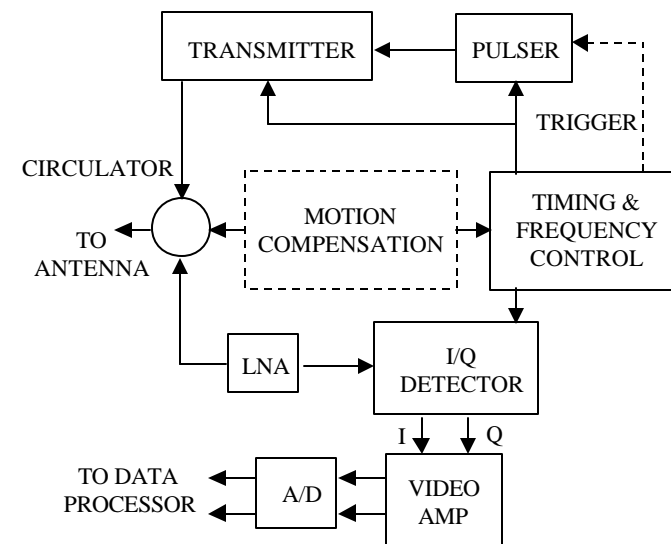 TRANSMITTER
PULSER
TRIGGER
CIRCULATOR
TO
ANTENNA
MOTION
COMPENSATION
TIMING &
FREQUENCY
CONTROL
LNA
I/Q
DETECTOR
I
Q
TO DATA
PROCESSOR
A/D
VIDEO
AMP